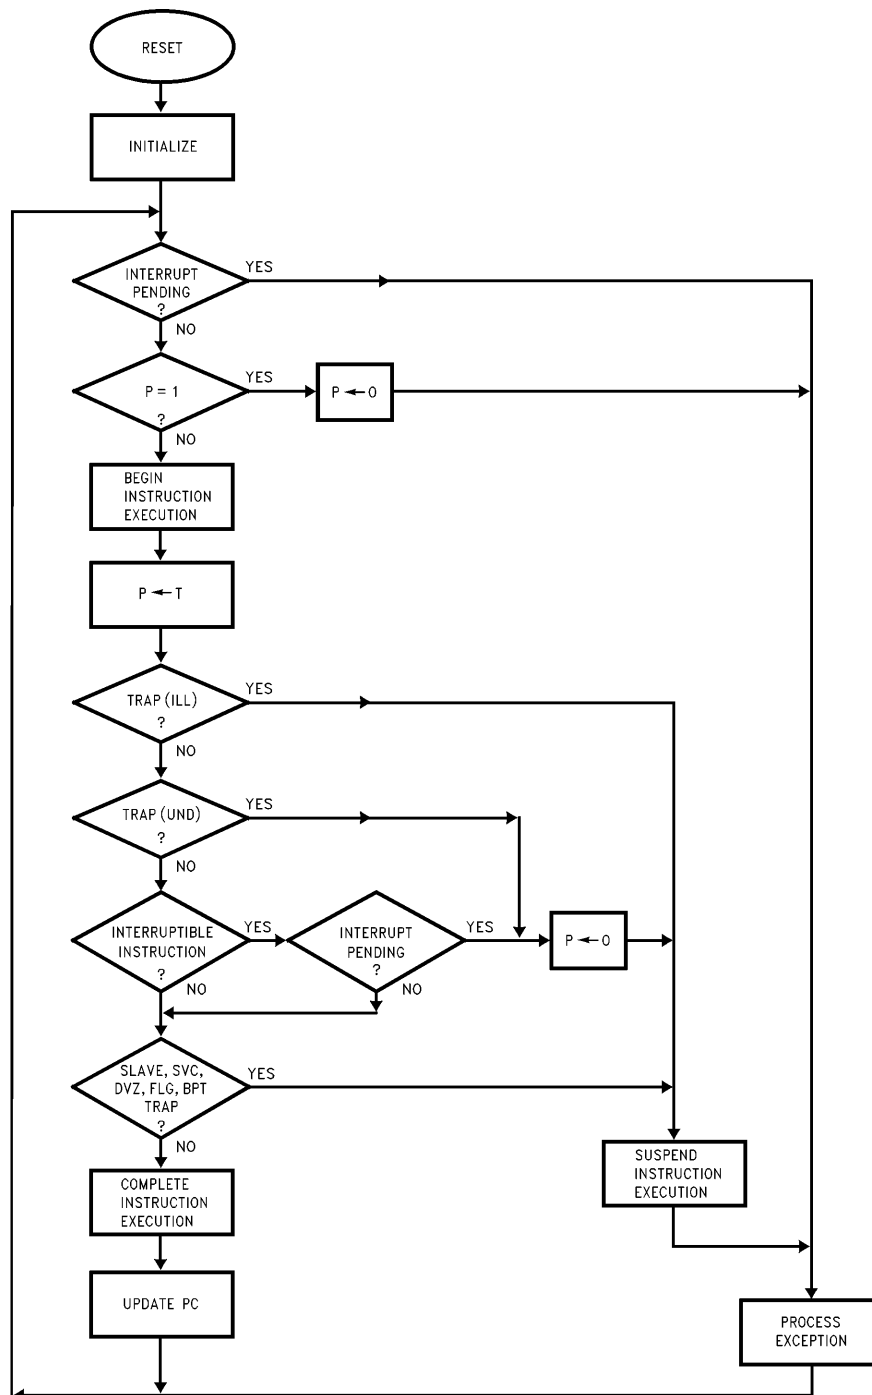 RESET
INITIALIZE
INTERRUPT
PENDING
?
YES
NO
P = 1
?
YES
NO
P ← 0
BEGIN
INSTRUCTION
EXECUTION
P ← T
TRAP (ILL)
?
YES
NO
TRAP (UND)
?
YES
NO
INTERRUPTIBLE
INSTRUCTION
?
YES
NO
INTERRUPT
PENDING
?
YES
NO
P ← 0
SLAVE, SVC,
DVZ, FLG, BPT
TRAP
?
YES
NO
SUSPEND
INSTRUCTION
EXECUTION
COMPLETE
INSTRUCTION
EXECUTION
UPDATE PC
PROCESS
EXCEPTION